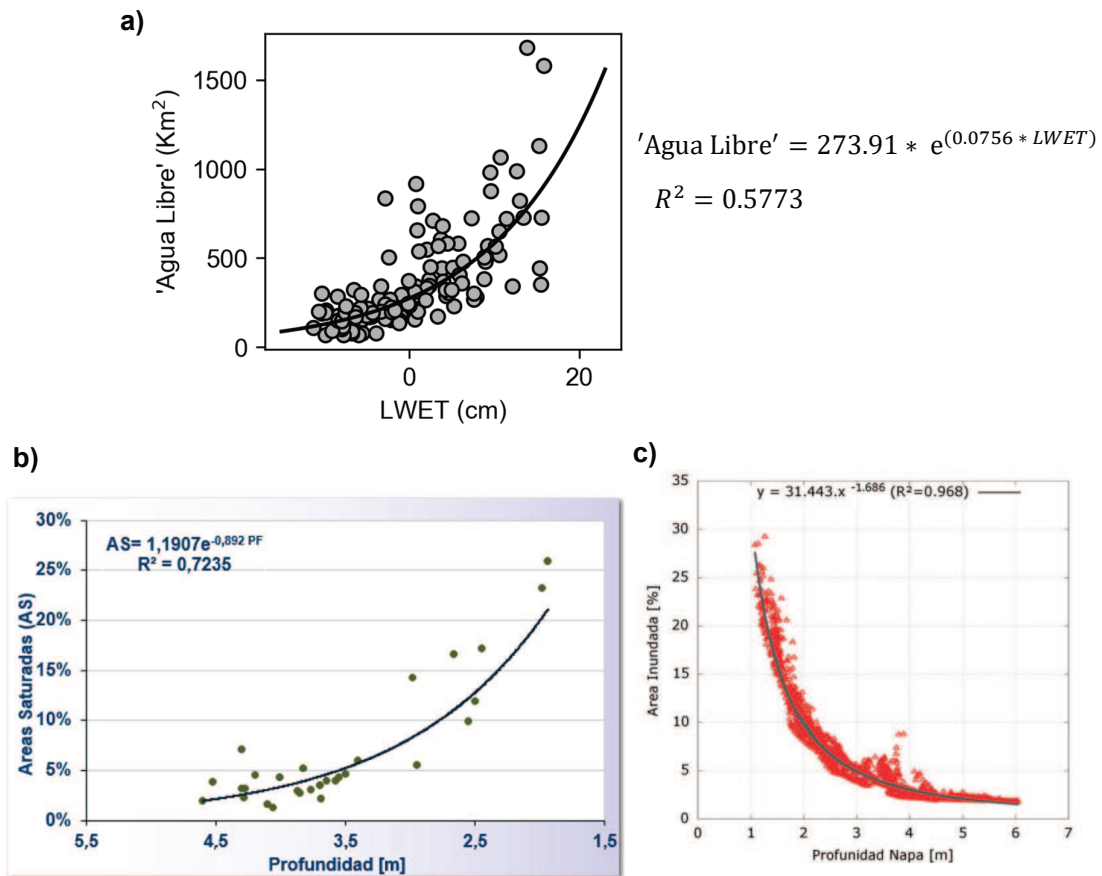 a)
'Agua Libre' (Km²)
1500
1000
500
0
0
20
LWET (cm)
'Agua Libre' = 273.91 * e^(0.0756 * LWET)
R² = 0.5773
b)
Areas Saturadas (AS)
30%
25%
20%
15%
10%
5%
0%
AS= 1,1907e^-0,892 PF
R² = 0,7235
5,5
4,5
3,5
2,5
1,5
Profundidad [m]
c)
Area Inundada [%]
35
30
25
20
15
10
5
0
y = 31.443.x ^-1.686 (R²=0.968)
0
1
2
3
4
5
6
7
Profunidad Napa [m]